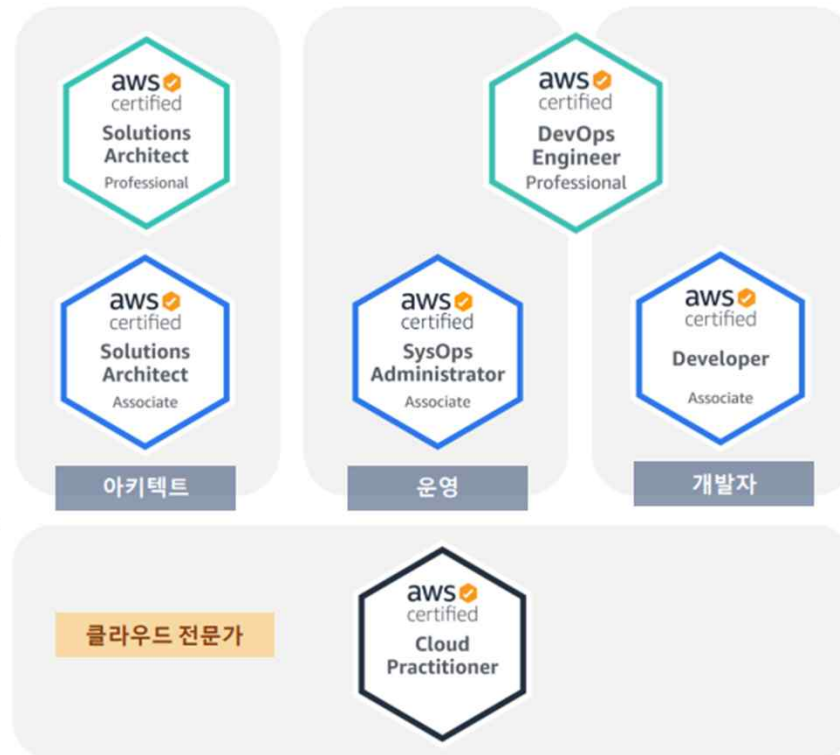 aws
certified
Solutions
Architect
Professional
aws
certified
DevOps
Engineer
Professional
aws
certified
Solutions
Architect
Associate
aws
certified
SysOps
Administrator
Associate
aws
certified
Developer
Associate
아키텍트
운영
개발자
클라우드 전문가
aws
certified
Cloud
Practitioner